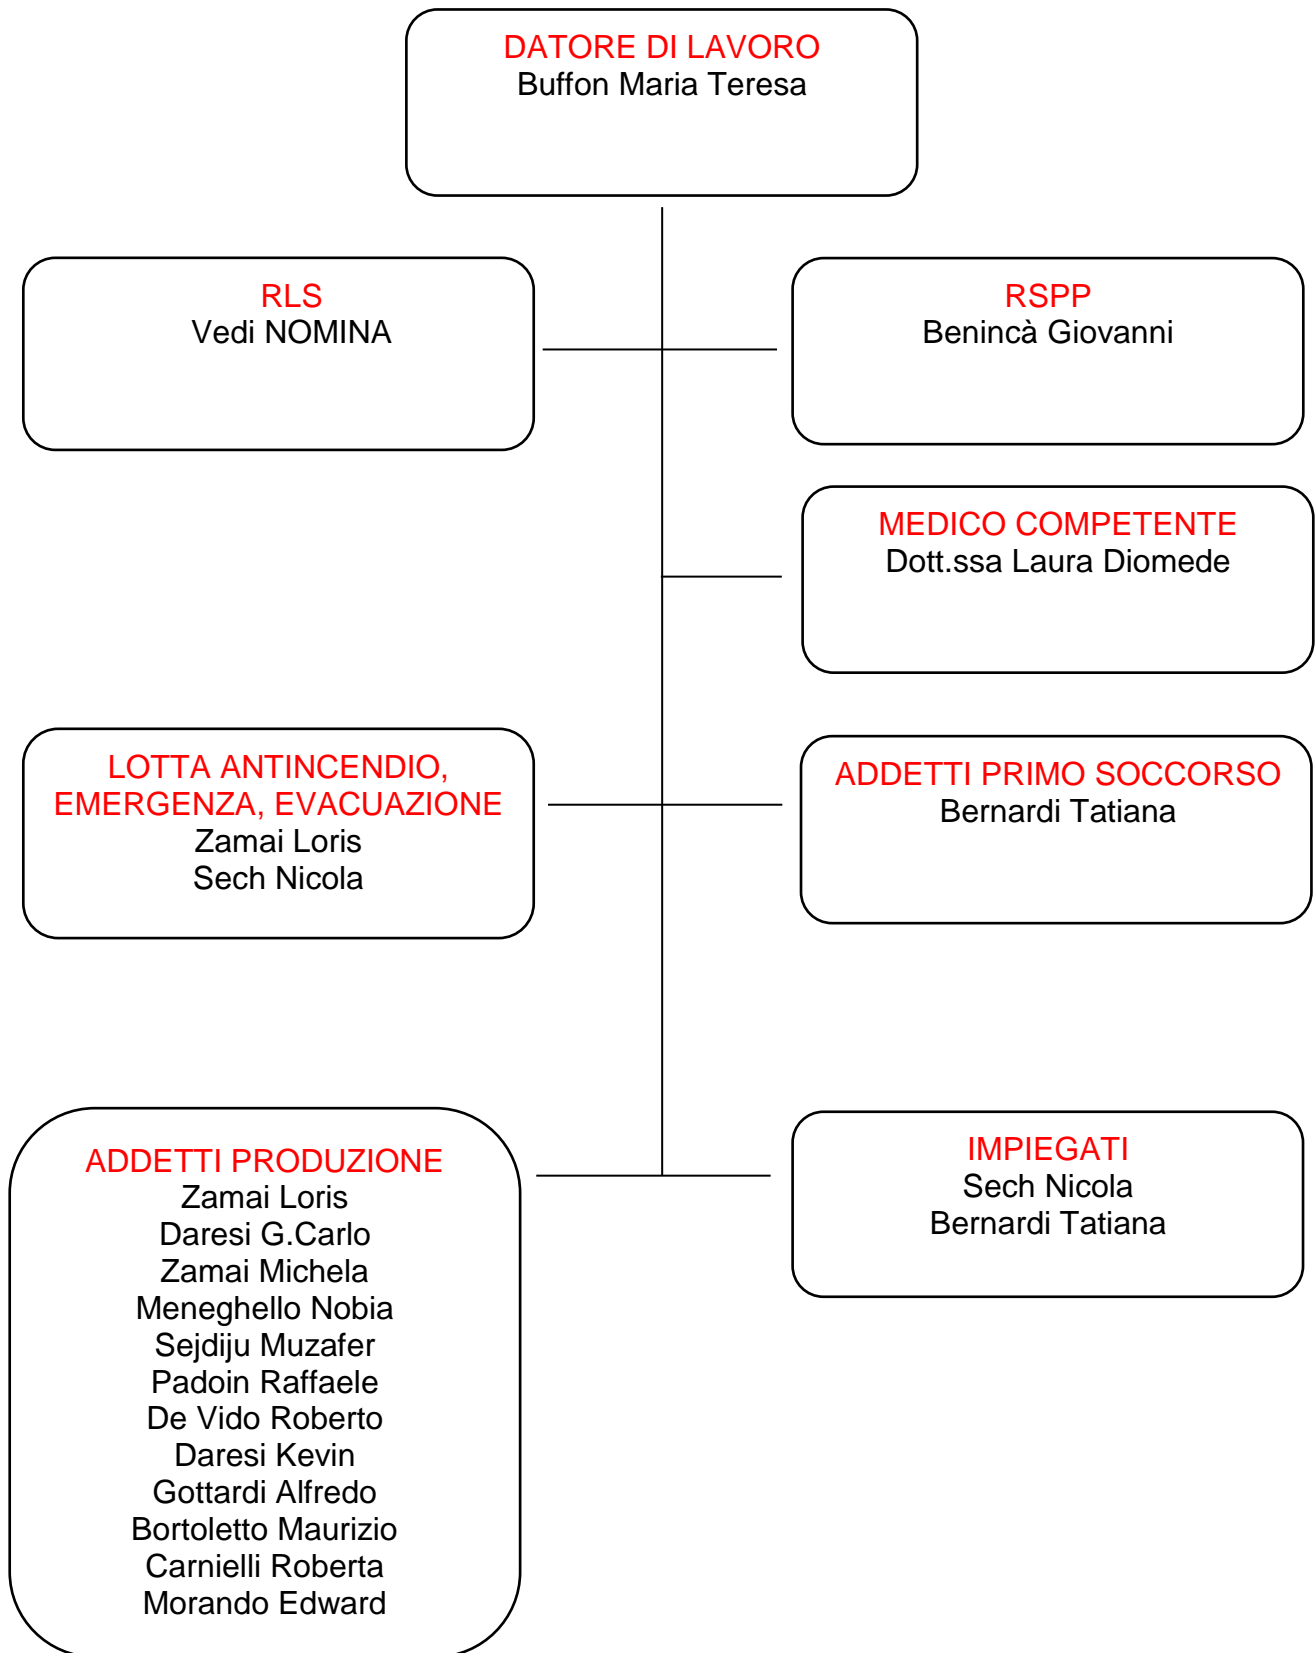 DATORE DI LAVORO
Buffon Maria Teresa
RLS
Vedi NOMINA
RSPP
Benincà Giovanni
MEDICO COMPETENTE
Dott.ssa Laura Diomede
LOTTA ANTINCENDIO,
EMERGENZA, EVACUAZIONE
Zamai Loris
Sech Nicola
ADDETTI PRIMO SOCCORSO
Bernardi Tatiana
ADDETTI PRODUZIONE
Zamai Loris
Daresi G.Carlo
Zamai Michela
Meneghello Nobia
Sejdiju Muzafer
Padoin Raffaele
De Vido Roberto
Daresi Kevin
Gottardi Alfredo
Bortoletto Maurizio
Carnielli Roberta
Morando Edward
IMPIEGATI
Sech Nicola
Bernardi Tatiana